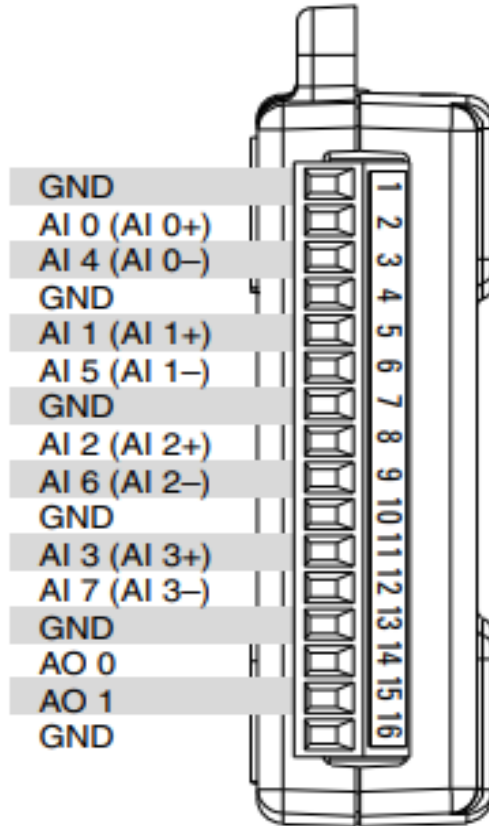 GND 1
AI 0 (AI 0+) 2
AI 4 (AI 0–) 3
GND 4
AI 1 (AI 1+) 5
AI 5 (AI 1–) 6
GND 7
AI 2 (AI 2+) 8
AI 6 (AI 2–) 9
GND 10
AI 3 (AI 3+) 11
AI 7 (AI 3–) 12
GND 13
AO 0 14
AO 1 15
GND 16